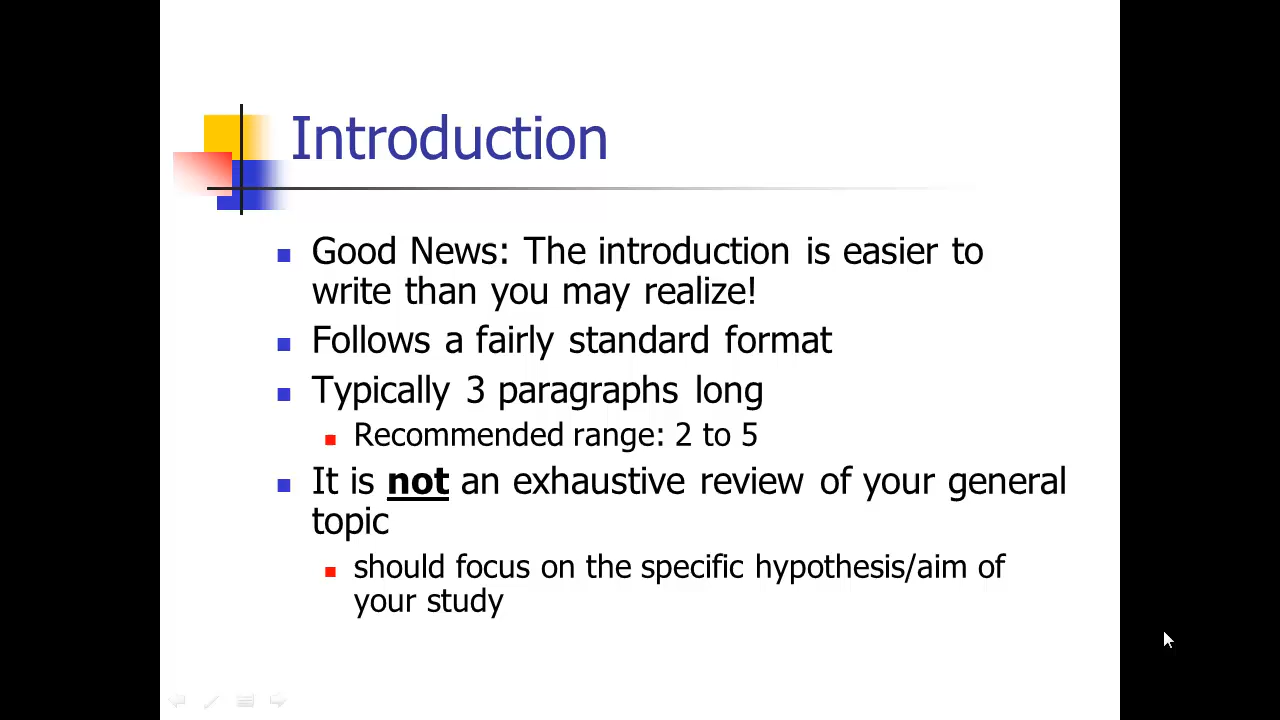 Introduction
Good News: The introduction is easier to
write than you may realize!
Follows a fairly standard format
Typically 3 paragraphs long
Recommended range: 2 to 5
It is not an exhaustive review of your general
topic
should focus on the specific hypothesis/aim of
your study